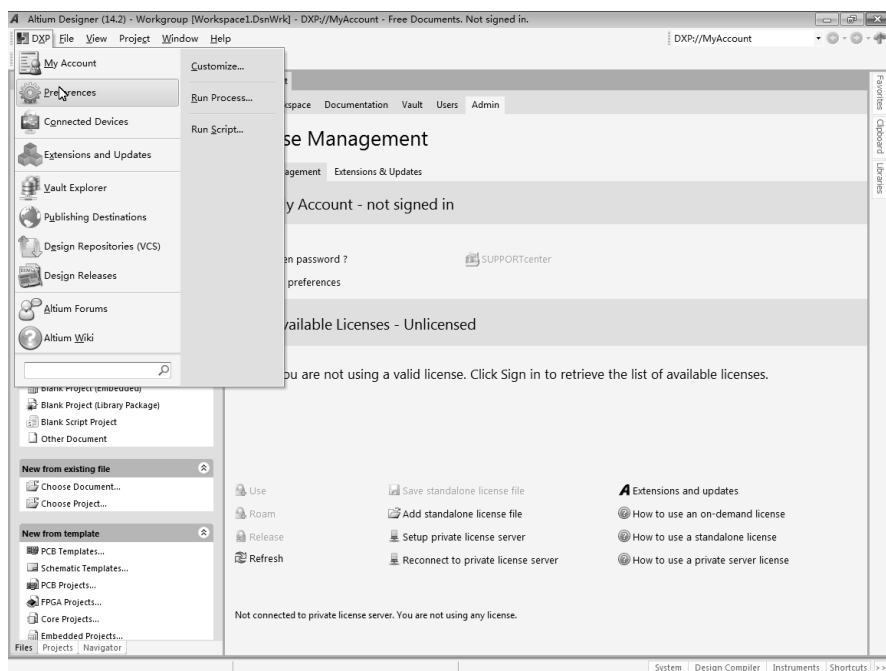 Altium Designer (14.2) - Workgroup [Workspace1.DsnWrk] - DXP://MyAccount - Free Documents. Not signed in.
DXP File View Project Window Help
DXP://MyAccount
My Account
Preferences
Connected Devices
Extensions and Updates
Vault Explorer
Publishing Destinations
Design Repositories (VCS)
Design Releases
Altium Forums
Altium Wiki
Customize...
Run Process...
Run Script...
Blank Project (Embedded)
Blank Project (Library Package)
Blank Script Project
Other Document
New from existing file
Choose Document...
Choose Project...
New from template
PCB Templates...
Schematic Templates...
PCB Projects...
FPGA Projects...
Core Projects...
Embedded Projects...
Files Projects Navigator
t
kspace Documentation Vault Users Admin
se Management
agement Extensions & Updates
y Account - not signed in
en password ?
SUPPORTcenter
preferences
vailable Licenses - Unlicensed
ou are not using a valid license. Click Sign in to retrieve the list of available licenses.
Use
Save standalone license file
Extensions and updates
Roam
Add standalone license file
How to use an on-demand license
Release
Setup private license server
How to use a standalone license
Refresh
Reconnect to private license server
How to use a private server license
Not connected to private license server. You are not using any license.
Favorites
Clipboard
Libraries
System Design Compiler Instruments Shortcuts >>